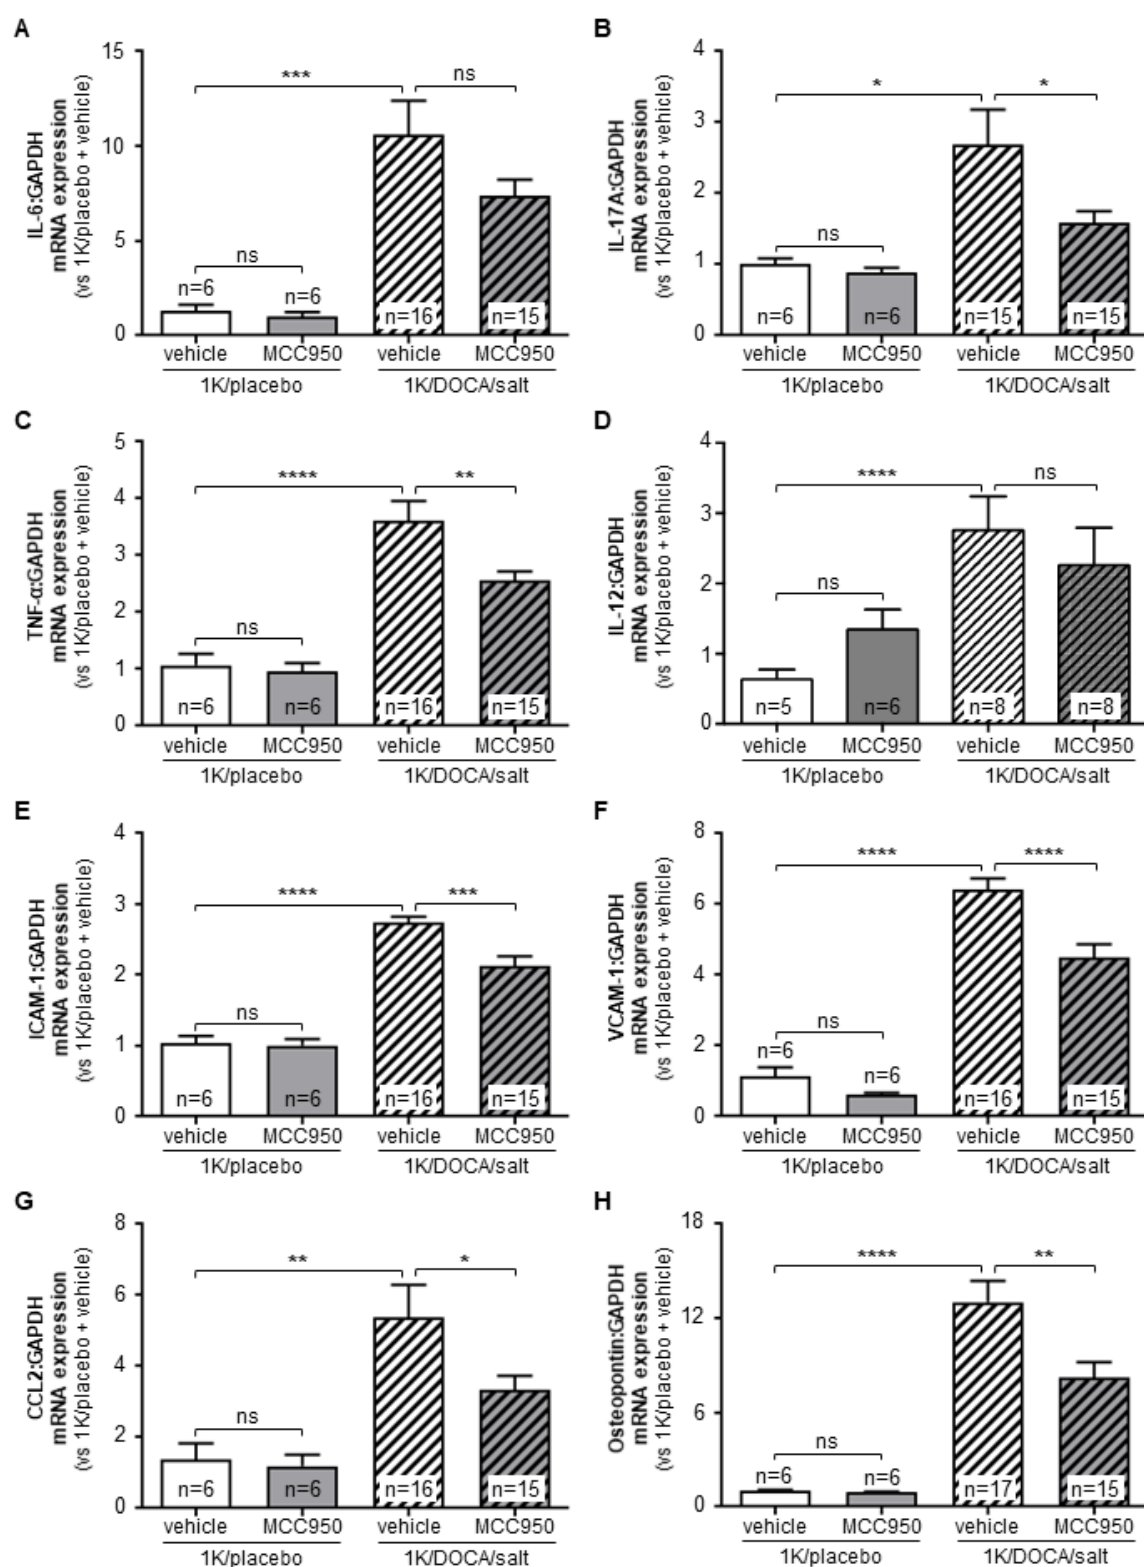 A
IL-6:GAPDH
mRNA expression
(vs 1K/placebo + vehicle)
15
10
5
0
***
ns
ns
n=6
n=6
n=16
n=15
vehicle MCC950 vehicle MCC950
1K/placebo 1K/DOCA/salt
B
IL-17A:GAPDH
mRNA expression
(vs 1K/placebo + vehicle)
4
3
2
1
0
*
*
ns
n=6
n=6
n=15
n=15
vehicle MCC950 vehicle MCC950
1K/placebo 1K/DOCA/salt
C
TNF-α:GAPDH
mRNA expression
(vs 1K/placebo + vehicle)
5
4
3
2
1
0
****
**
ns
n=6
n=6
n=16
n=15
vehicle MCC950 vehicle MCC950
1K/placebo 1K/DOCA/salt
D
IL-12:GAPDH
mRNA expression
(vs 1K/placebo + vehicle)
4
3
2
1
0
****
ns
ns
n=5
n=6
n=8
n=8
vehicle MCC950 vehicle MCC950
1K/placebo 1K/DOCA/salt
E
ICAM-1:GAPDH
mRNA expression
(vs 1K/placebo + vehicle)
4
3
2
1
0
****
***
ns
n=6
n=6
n=16
n=15
vehicle MCC950 vehicle MCC950
1K/placebo 1K/DOCA/salt
F
VCAM-1:GAPDH
mRNA expression
(vs 1K/placebo + vehicle)
8
6
4
2
0
****
****
ns
n=6
n=6
n=16
n=15
vehicle MCC950 vehicle MCC950
1K/placebo 1K/DOCA/salt
G
CCL2:GAPDH
mRNA expression
(vs 1K/placebo + vehicle)
8
6
4
2
0
**
*
ns
n=6
n=6
n=16
n=15
vehicle MCC950 vehicle MCC950
1K/placebo 1K/DOCA/salt
H
Osteopontin:GAPDH
mRNA expression
(vs 1K/placebo + vehicle)
18
12
6
0
****
**
ns
n=6
n=6
n=17
n=15
vehicle MCC950 vehicle MCC950
1K/placebo 1K/DOCA/salt